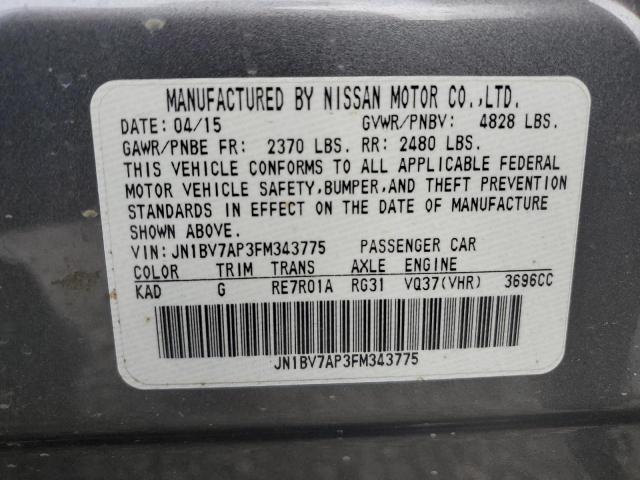 MANUFACTURED BY NISSAN MOTOR CO.,LTD.
DATE: 04/15 GVWR/PNBV: 4828 LBS.
GAWR/PNBE FR: 2370 LBS. RR: 2480 LBS.
THIS VEHICLE CONFORMS TO ALL APPLICABLE FEDERAL
MOTOR VEHICLE SAFETY,BUMPER,AND THEFT PREVENTION
STANDARDS IN EFFECT ON THE DATE OF MANUFACTURE
SHOWN ABOVE.
VIN:JN1BV7AP3FM343775 PASSENGER CAR
COLOR TRIM TRANS AXLE ENGINE
KAD G RE7R01A RG31 VQ37(VHR) 3696CC
JN1BV7AP3FM343775